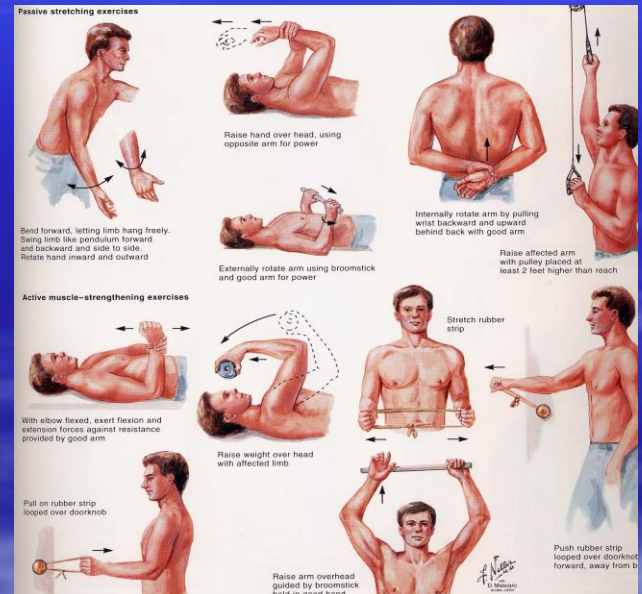 Passive stretching exercises
Raise hand over head, using
opposite arm for power
Bend forward, letting limb hang freely.
Swing limb like pendulum forward
and backward and side to side.
Rotate hand inward and outward
Externally rotate arm using broomstick
and good arm for power
Internally rotate arm by pulling
wrist backward and upward
behind back with good arm
Raise affected arm
with pulley placed at
least 2 feet higher than reach
Active muscle–strengthening exercises
With elbow flexed, exert flexion and
extension forces against resistance
provided by good arm
Raise weight over head
with affected limb
Stretch rubber
strip
Push rubber strip
looped over doorknob
forward, away from b
Pull on rubber strip
looped over doorknob
Raise arm overhead
guided by broomstick
held in good hand
F. Netter
M.D.